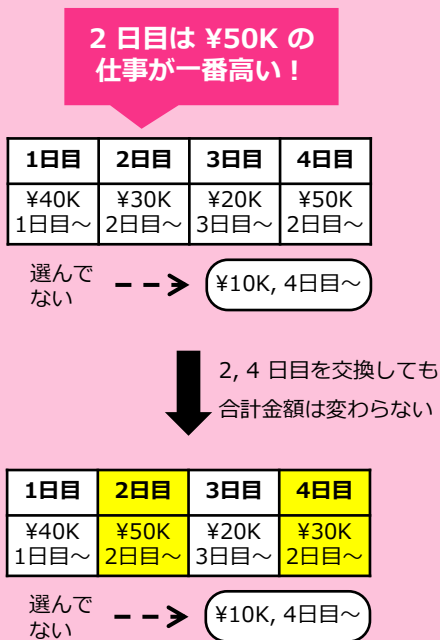 2 日目は ¥50K の
仕事が一番高い！
1日目 2日目 3日目 4日目
¥40K ¥30K ¥20K ¥50K
1日目～ 2日目～ 3日目～ 2日目～
選んで
ない
¥10K, 4日目～
2, 4 日目を交換しても
合計金額は変わらない
1日目 2日目 3日目 4日目
¥40K ¥50K ¥20K ¥30K
1日目～ 2日目～ 3日目～ 2日目～
選んで
ない
¥10K, 4日目～